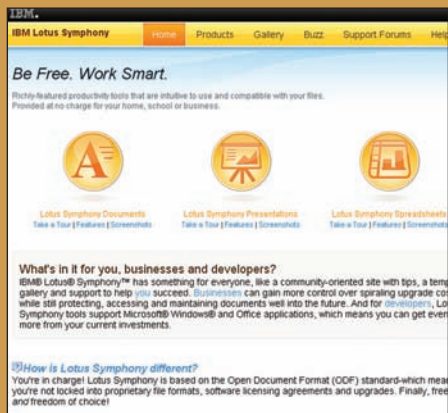 IBM.
IBM Lotus Symphony Home Products Gallery Buzz Support Forums Help
Be Free. Work Smart.
Richly-featured productivity tools that are intuitive to use and compatible with your files.
Provided at no charge for your home, school or business.
Lotus Symphony Documents Lotus Symphony Presentations Lotus Symphony Spreadsheets
Take a Tour | Features | Screenshots Take a Tour | Features | Screenshots Take a Tour | Features | Screenshots
What's in it for you, businesses and developers?
IBM® Lotus® Symphony™ has something for everyone, like a community-oriented site with tips, a temp
gallery and support to help you succeed. Businesses can gain more control over spiraling upgrade cos
while still protecting, accessing and maintaining documents well into the future. And for developers, Lo
Symphony tools support Microsoft® Windows® and Office applications, which means you can get even
more from your current investments.
How is Lotus Symphony different?
You're in charge! Lotus Symphony is based on the Open Document Format (ODF) standard-which mea
you're not locked into proprietary file formats, software licensing agreements and upgrades. Finally, free
and freedom of choice!